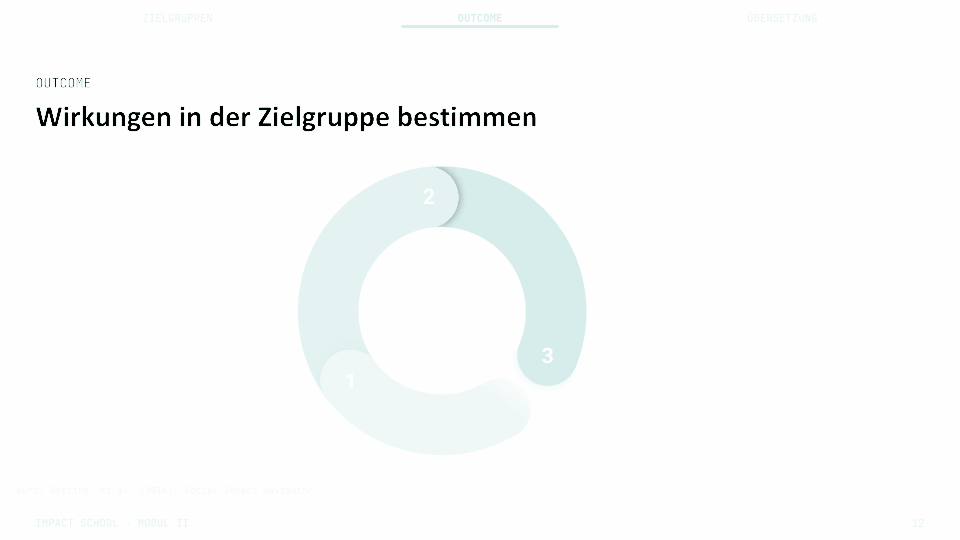 ZIELGRUPPEN OUTCOME ÜBERSETZUNG
OUTCOME
Wirkungen in der Zielgruppe bestimmen
2
3
1
IMPACT SCHOOL · MODUL II 12